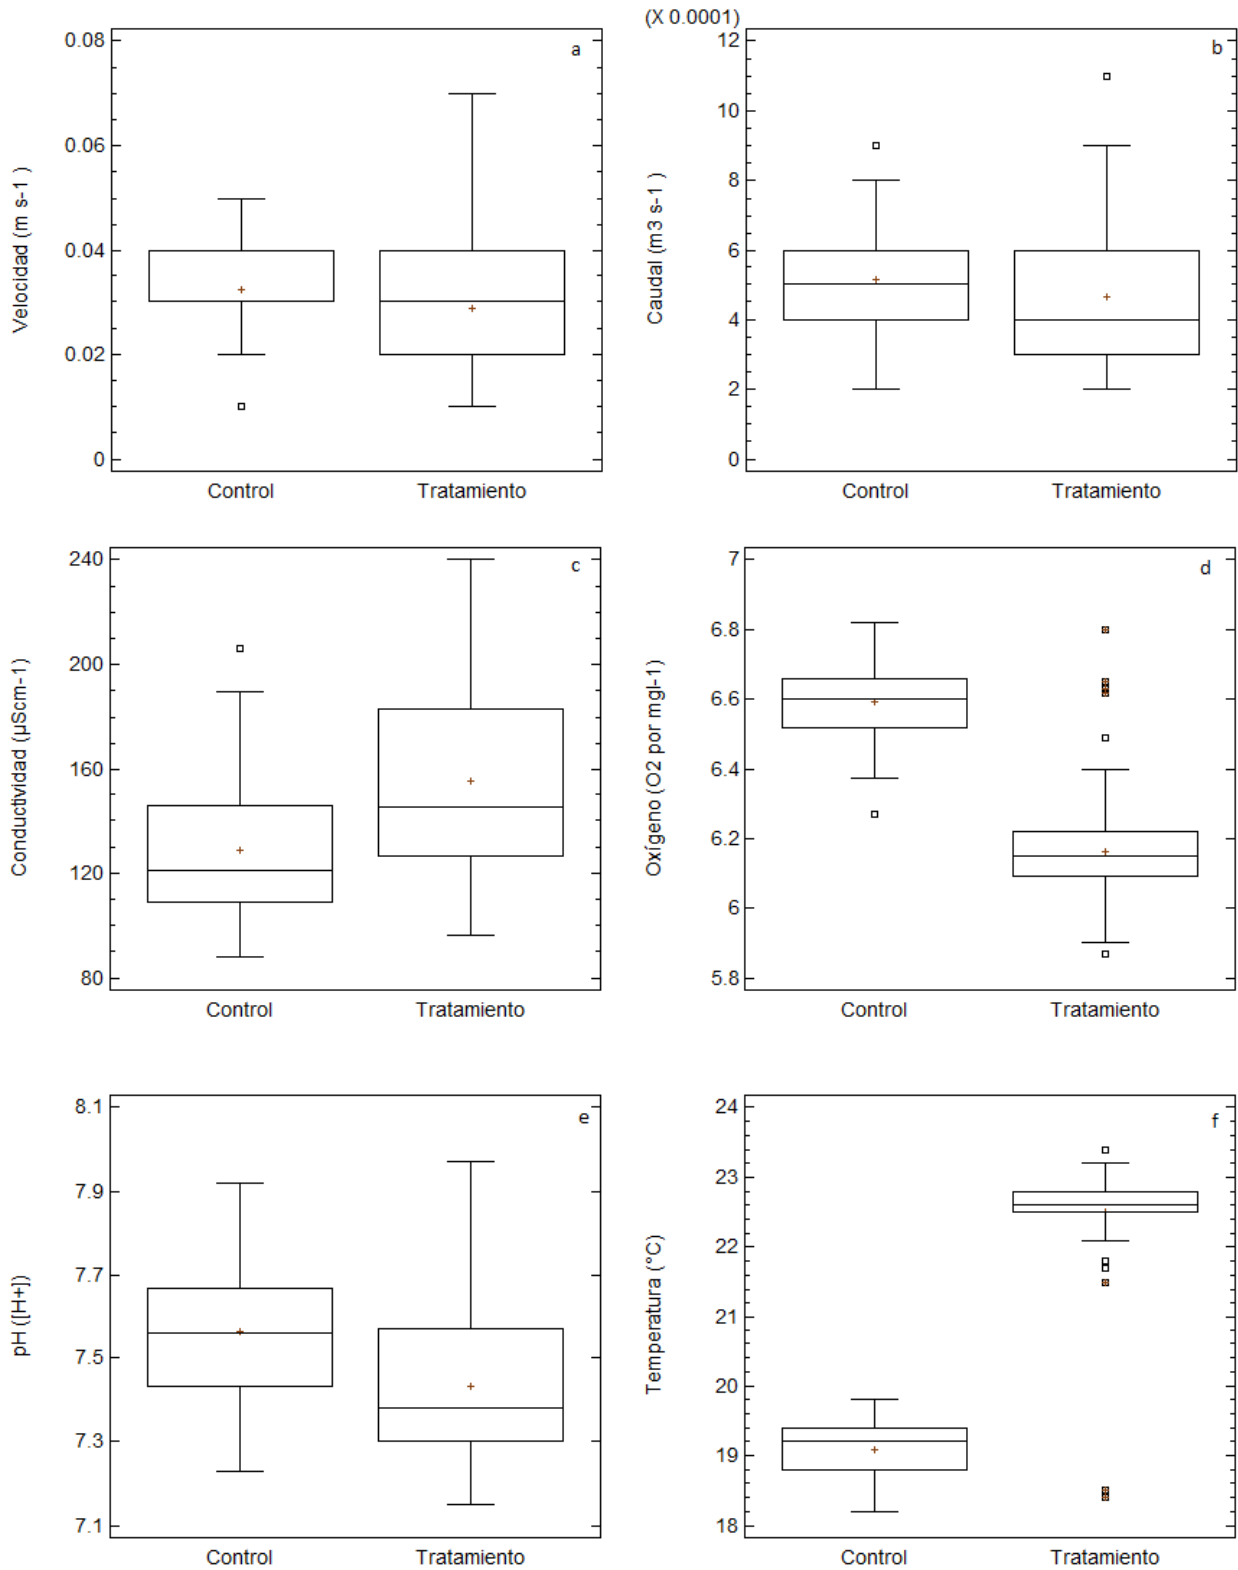 (X 0.0001)
a
0.08
0.06
0.04
0.02
0
Velocidad (m s-1 )
Control
Tratamiento
b
12
10
8
6
4
2
0
Caudal (m3 s-1 )
Control
Tratamiento
c
240
200
160
120
80
Conductividad (µScm-1)
Control
Tratamiento
d
7
6.8
6.6
6.4
6.2
6
5.8
Oxígeno (O2 por mgl-1)
Control
Tratamiento
e
8.1
7.9
7.7
7.5
7.3
7.1
pH ([H+])
Control
Tratamiento
f
24
23
22
21
20
19
18
Temperatura (°C)
Control
Tratamiento